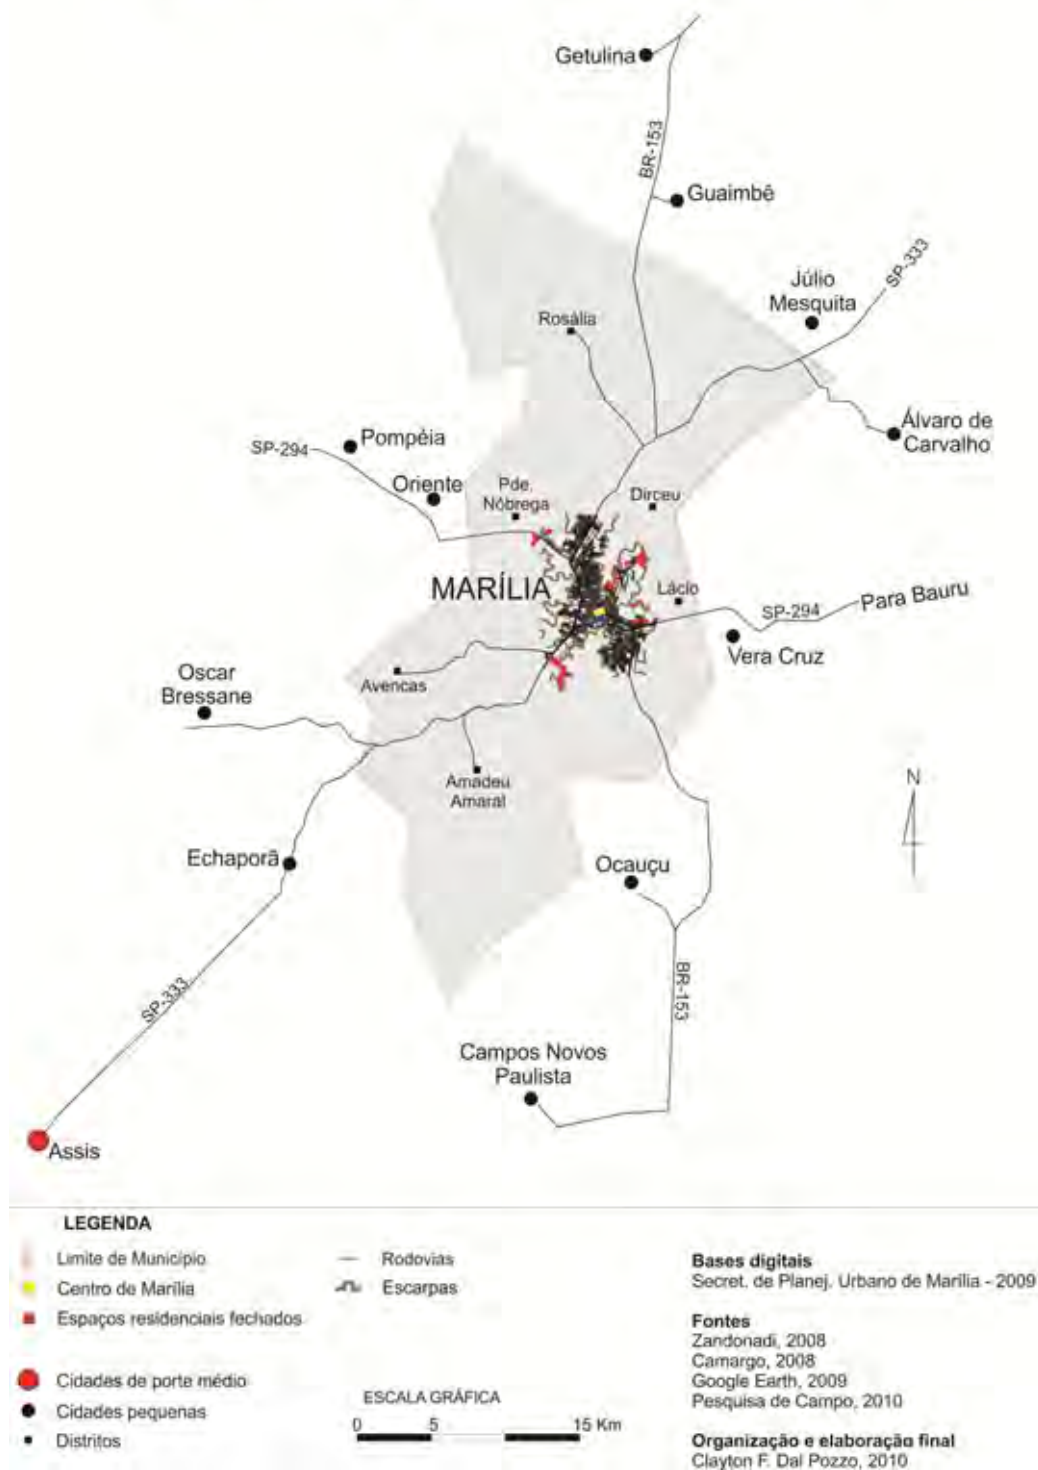 Getulina
BR-153
Guaimbê
SP-333
Júlio
Mesquita
Rosália
Álvaro de
Carvalho
Pompéia
SP-294
Oriente
Pde.
Nóbrega
Dirceu
MARÍLIA
Lácio
SP-294
Para Bauru
Vera Cruz
Avencas
Oscar
Bressane
Amadeu
Amaral
N
Echaporã
Ocauçu
SP-333
BR-153
Campos Novos
Paulista
Assis
LEGENDA
Limite de Município
Centro de Marília
Espaços residenciais fechados
Cidades de porte médio
Cidades pequenas
Distritos
Rodovias
Escarpas
ESCALA GRÁFICA
0 5 15 Km
Bases digitais
Secret. de Planej. Urbano de Marília - 2009
Fontes
Zandonadi, 2008
Camargo, 2008
Google Earth, 2009
Pesquisa de Campo, 2010
Organização e elaboração final
Clayton F. Dal Pozzo, 2010